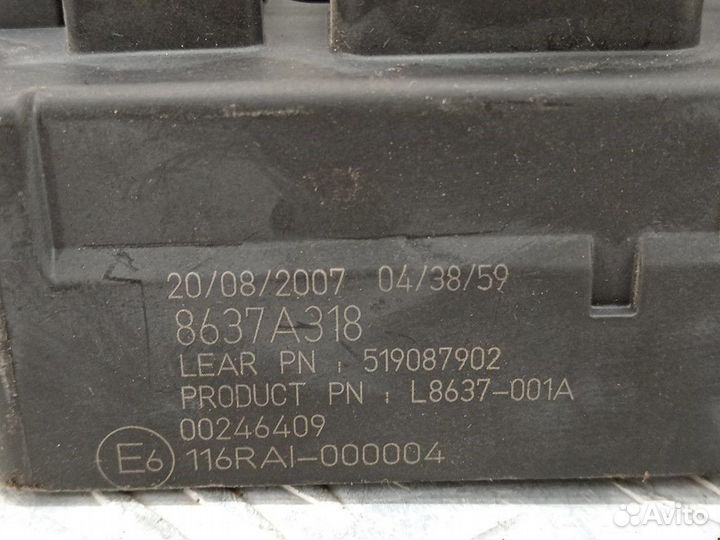 20/08/2007 04/38/59
8637A318
LEAR PN : 519087902
PRODUCT PN : L8637-001A
00246409
E6 116RAI-000004
Avito